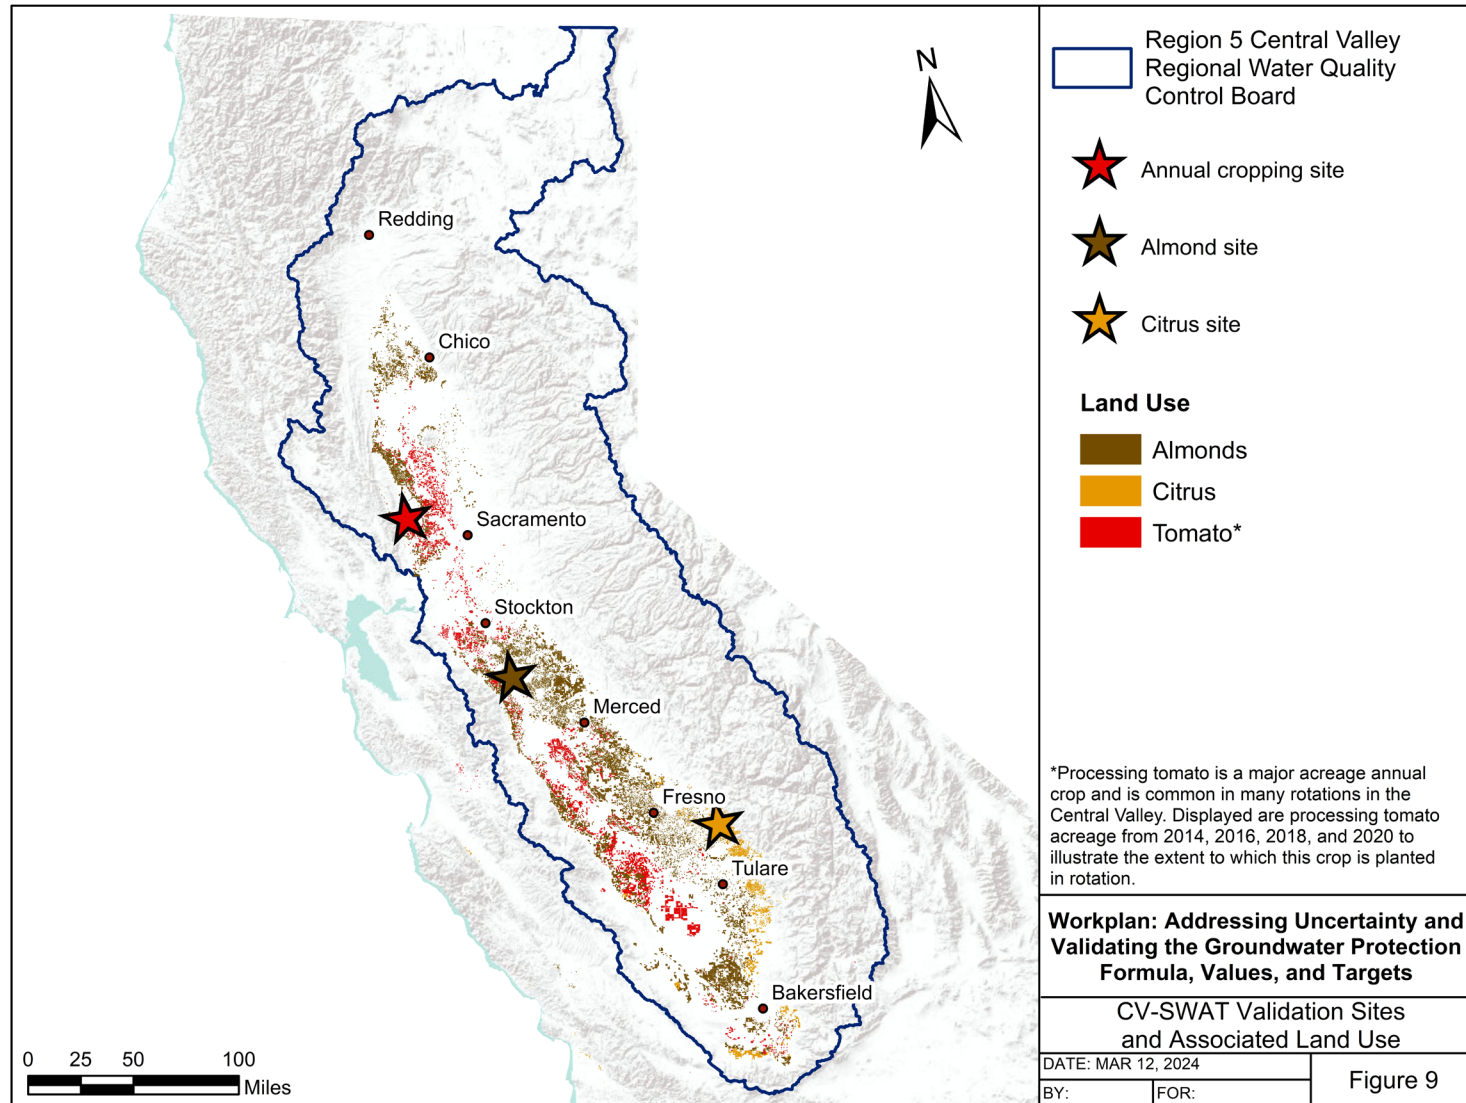 N
Redding
Chico
Sacramento
Stockton
Merced
Fresno
Tulare
Bakersfield
0 25 50 100
Miles
Region 5 Central Valley
Regional Water Quality
Control Board
Annual cropping site
Almond site
Citrus site
Land Use
Almonds
Citrus
Tomato*
*Processing tomato is a major acreage annual
crop and is common in many rotations in the
Central Valley. Displayed are processing tomato
acreage from 2014, 2016, 2018, and 2020 to
illustrate the extent to which this crop is planted
in rotation.
Workplan: Addressing Uncertainty and
Validating the Groundwater Protection
Formula, Values, and Targets
CV-SWAT Validation Sites
and Associated Land Use
DATE: MAR 12, 2024
BY:
FOR:
Figure 9